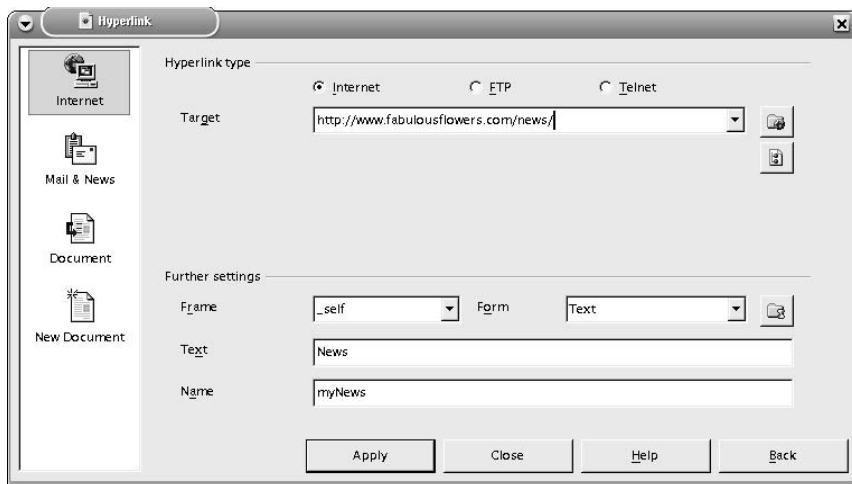 Hyperlink
Internet
Mail & News
Document
New Document
Hyperlink type
Internet FTP Telnet
Target http://www.fabulousflowers.com/news/
Further settings
Frame _self Form Text
Text News
Name myNews
Apply Close Help Back